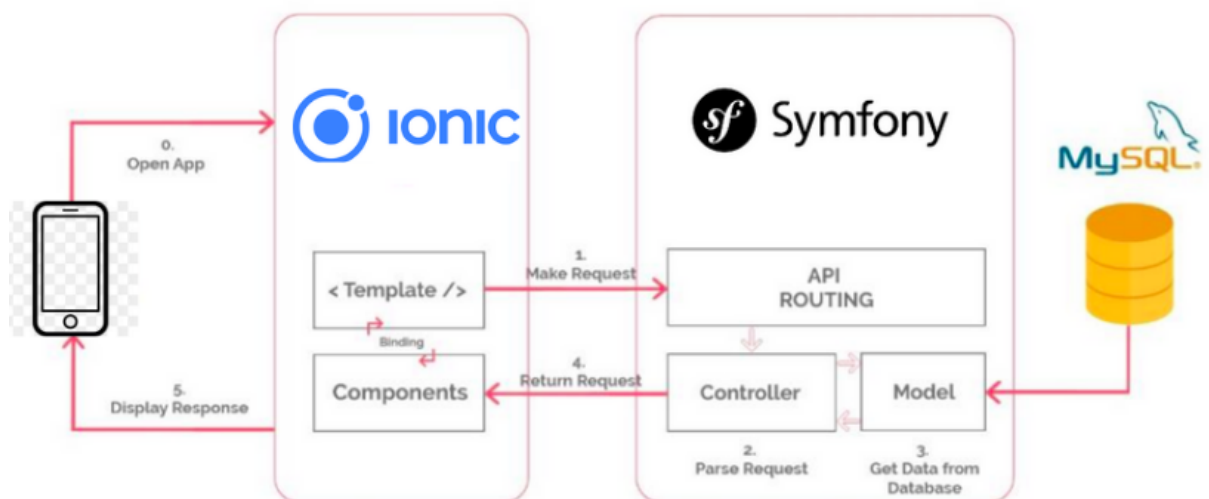 IONIC
Symfony
sf
MySQL®
0.
Open App
1.
Make Request
< Template />
API
ROUTING
Binding
4.
Return Request
Components
Controller
Model
5.
Display Response
2.
Parse Request
3.
Get Data from
Database